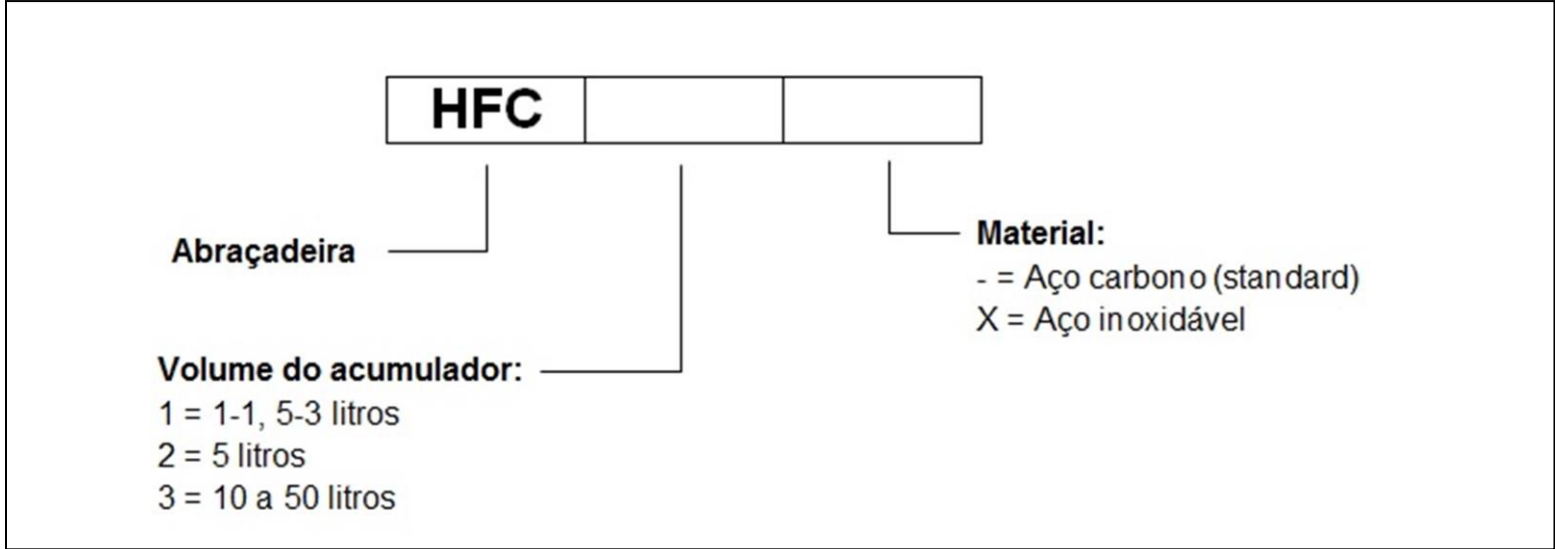 HFC
Abraçadeira
Volume do acumulador:
1 = 1-1, 5-3 litros
2 = 5 litros
3 = 10 a 50 litros
Material:
- = Aço carbono (standard)
X = Aço inoxidável